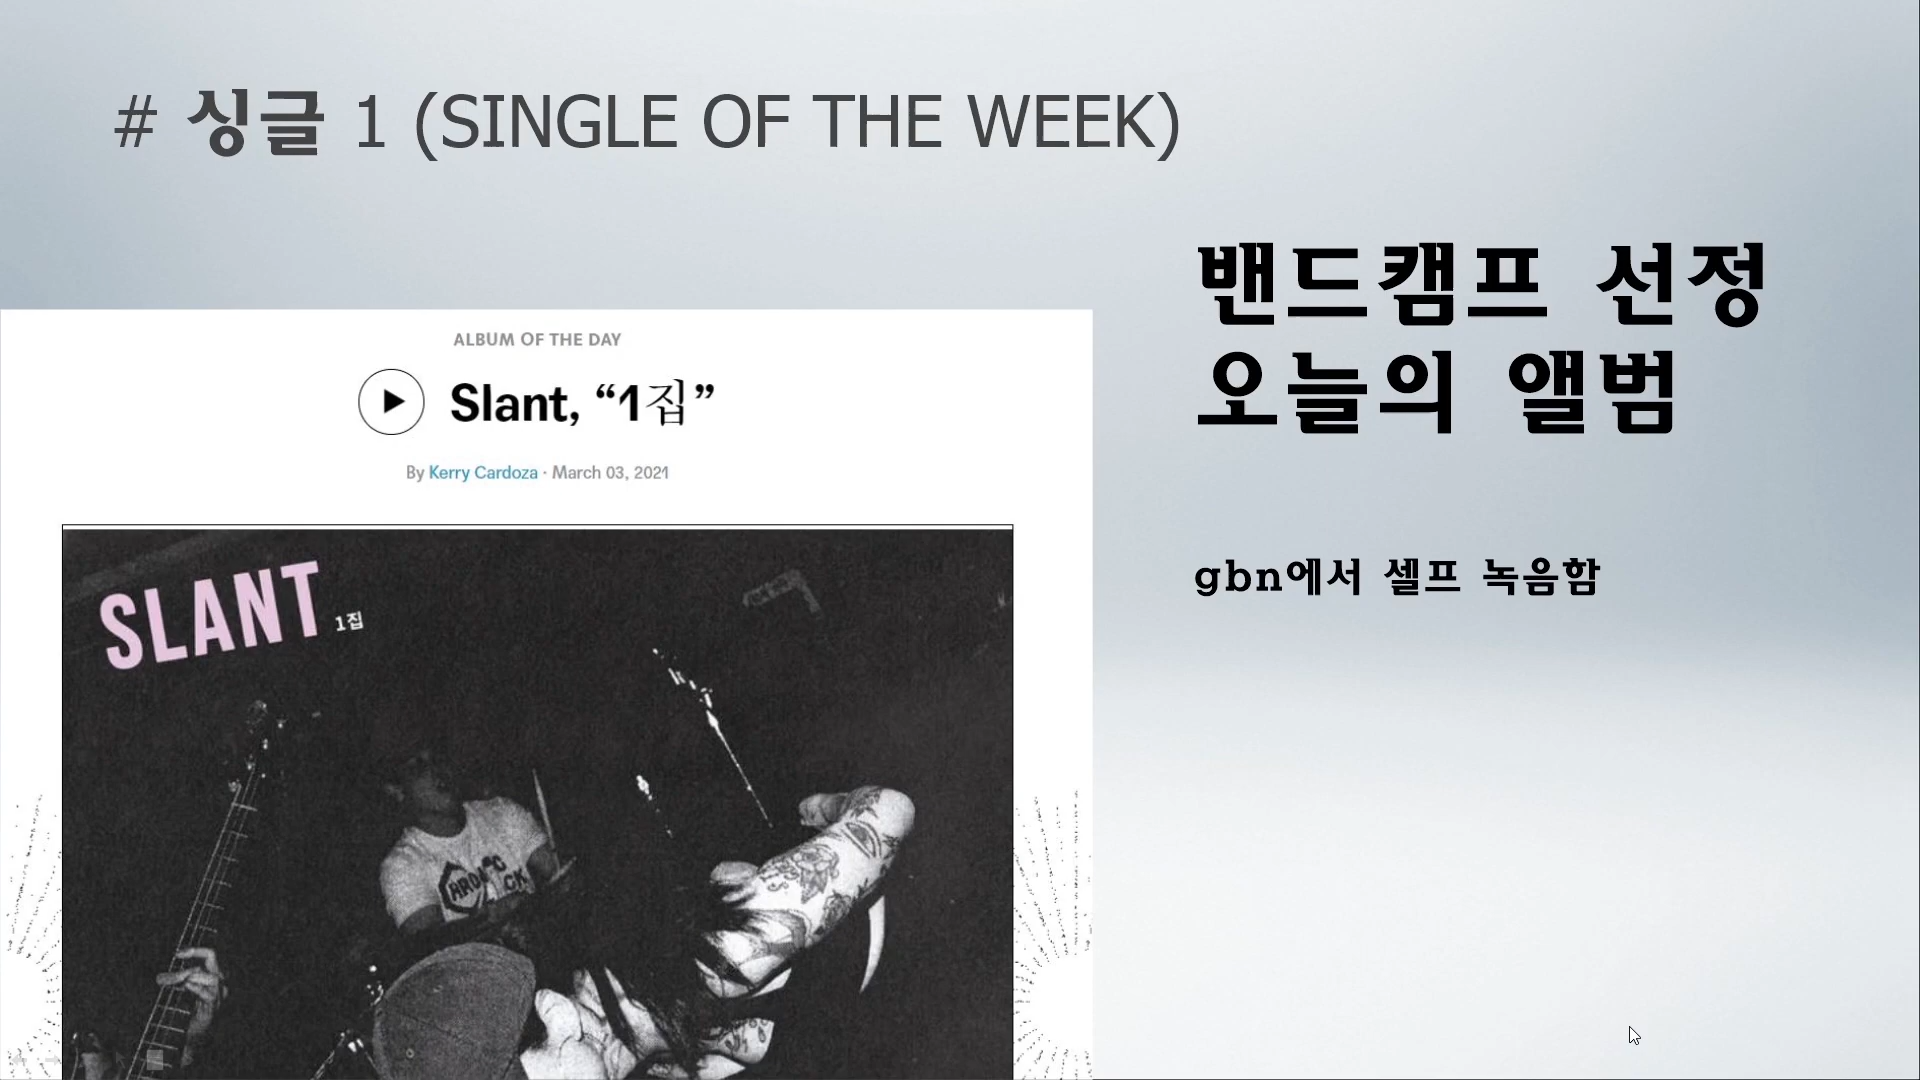 # 싱글 1 (SINGLE OF THE WEEK)
밴드캠프 선정
오늘의 앨범
gbn에서 셀프 녹음함
ALBUM OF THE DAY
Slant, “1집”
By Kerry Cardoza · March 03, 2021
SLANT 1집